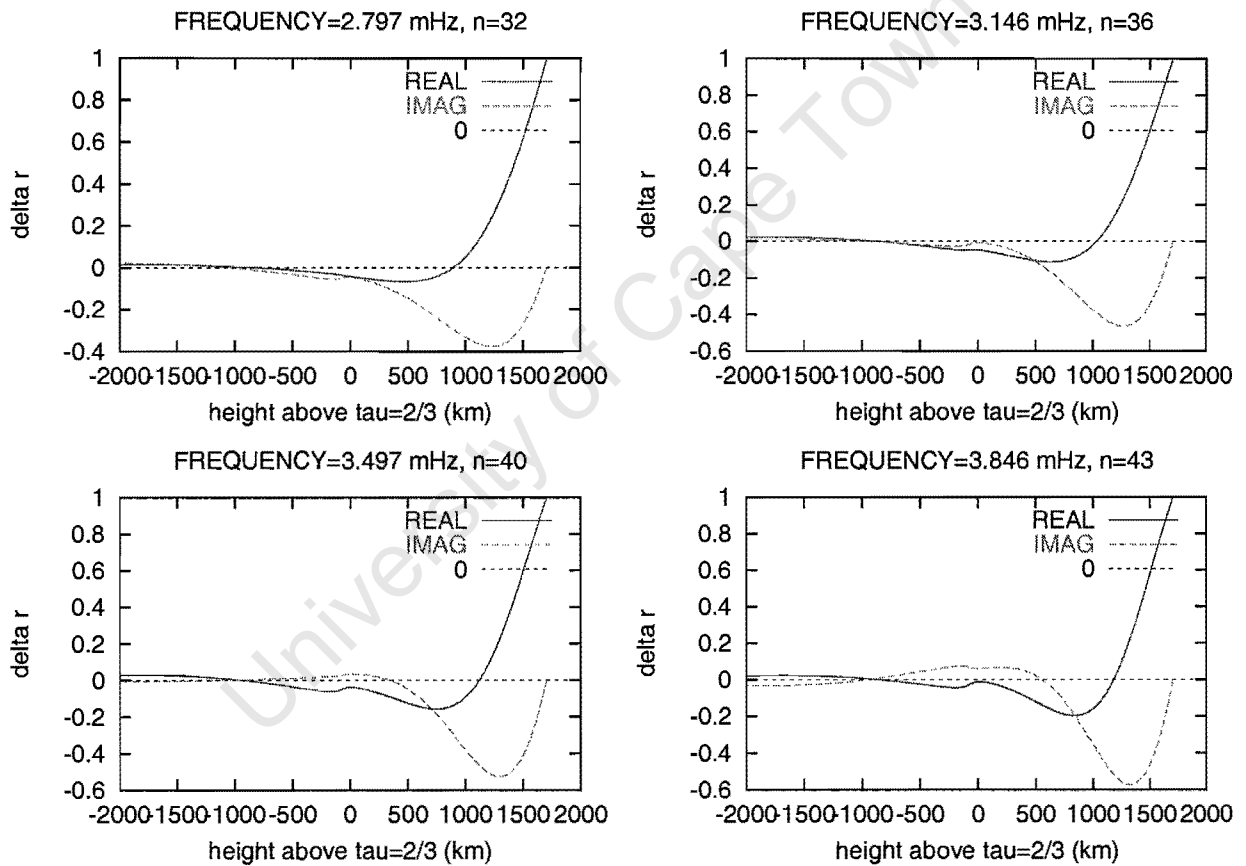 FREQUENCY=2.797 mHz, n=32
1
0.8
0.6
0.4
0.2
0
-0.2
-0.4
delta r
REAL
IMAG
0
-2000-1500-1000-500 0 500 1000 1500 2000
height above tau=2/3 (km)
FREQUENCY=3.146 mHz, n=36
1
0.8
0.6
0.4
0.2
0
-0.2
-0.4
-0.6
delta r
REAL
IMAG
0
-2000-1500-1000-500 0 500 1000 1500 2000
height above tau=2/3 (km)
FREQUENCY=3.497 mHz, n=40
1
0.8
0.6
0.4
0.2
0
-0.2
-0.4
-0.6
delta r
REAL
IMAG
0
-2000-1500-1000-500 0 500 1000 1500 2000
height above tau=2/3 (km)
FREQUENCY=3.846 mHz, n=43
1
0.8
0.6
0.4
0.2
0
-0.2
-0.4
-0.6
delta r
REAL
IMAG
0
-2000-1500-1000-500 0 500 1000 1500 2000
height above tau=2/3 (km)
University of Cape Town